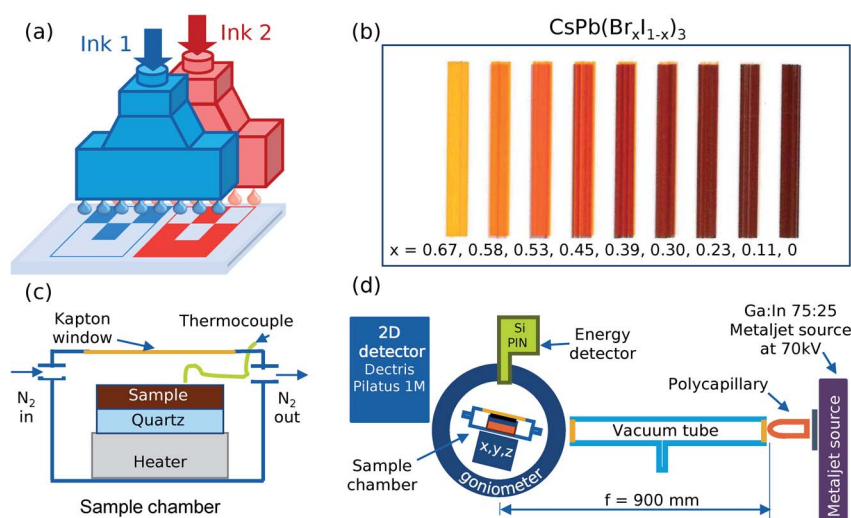 (a)
Ink 1
Ink 2
(b)
CsPb(BrₓI₁₋ₓ)₃
x = 0.67, 0.58, 0.53, 0.45, 0.39, 0.30, 0.23, 0.11, 0
(c)
Kapton
window
Thermocouple
N₂
in
N₂
out
Sample
Quartz
Heater
Sample chamber
(d)
2D
detector
Dectris
Pilatus 1M
Si
PIN
Energy
detector
Ga:In 75:25
Metaljet source
at 70kV
Polycapillary
Vacuum tube
x,y,z
Sample
chamber
goniometer
f = 900 mm
Metaljet source